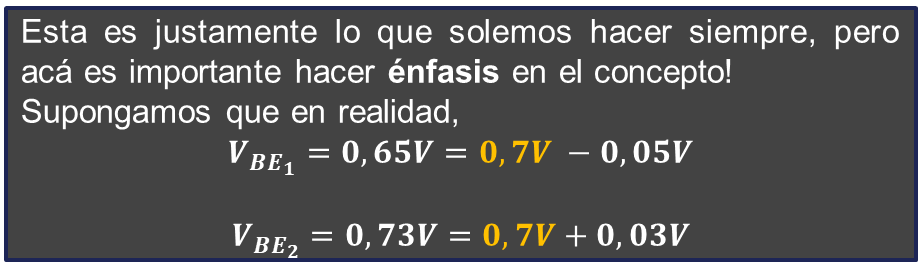 Esta es justamente lo que solemos hacer siempre, pero
acá es importante hacer énfasis en el concepto!
Supongamos que en realidad,
V_{BE_1} = 0,65V = 0,7V − 0,05V
V_{BE_2} = 0,73V = 0,7V + 0,03V